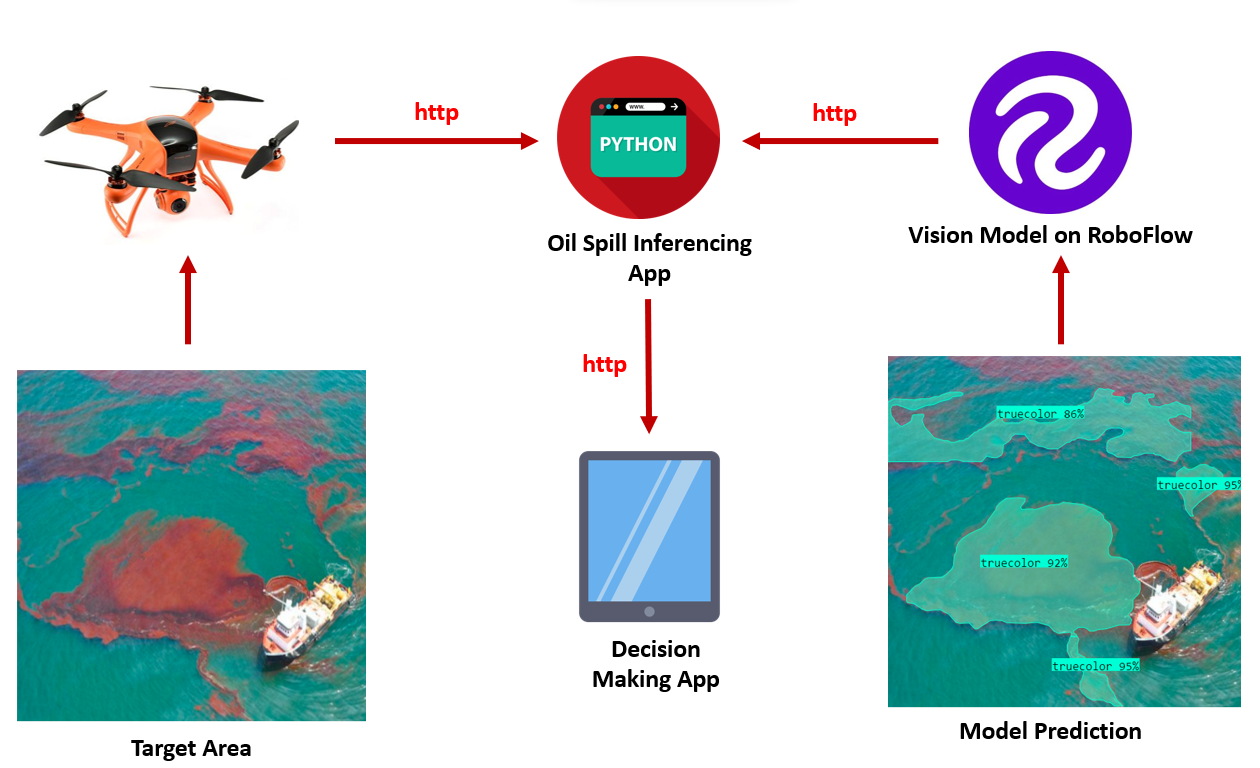 http
http
www.
PYTHON
Oil Spill Inferencing
App
Vision Model on RoboFlow
http
truecolor 86%
truecolor 95%
truecolor 92%
truecolor 95%
Decision
Making App
Target Area
Model Prediction